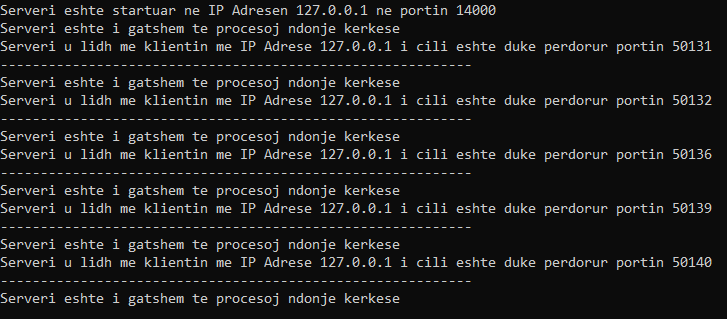 Serveri eshte startuar ne IP Adresen 127.0.0.1 ne portin 14000
Serveri eshte i gatshem te procesoj ndonje kerkese
Serveri u lidh me klientin me IP Adrese 127.0.0.1 i cili eshte duke perdorur portin 50131
-----------------------------------------------------------
Serveri eshte i gatshem te procesoj ndonje kerkese
Serveri u lidh me klientin me IP Adrese 127.0.0.1 i cili eshte duke perdorur portin 50132
-----------------------------------------------------------
Serveri eshte i gatshem te procesoj ndonje kerkese
Serveri u lidh me klientin me IP Adrese 127.0.0.1 i cili eshte duke perdorur portin 50136
-----------------------------------------------------------
Serveri eshte i gatshem te procesoj ndonje kerkese
Serveri u lidh me klientin me IP Adrese 127.0.0.1 i cili eshte duke perdorur portin 50139
-----------------------------------------------------------
Serveri eshte i gatshem te procesoj ndonje kerkese
Serveri u lidh me klientin me IP Adrese 127.0.0.1 i cili eshte duke perdorur portin 50140
-----------------------------------------------------------
Serveri eshte i gatshem te procesoj ndonje kerkese